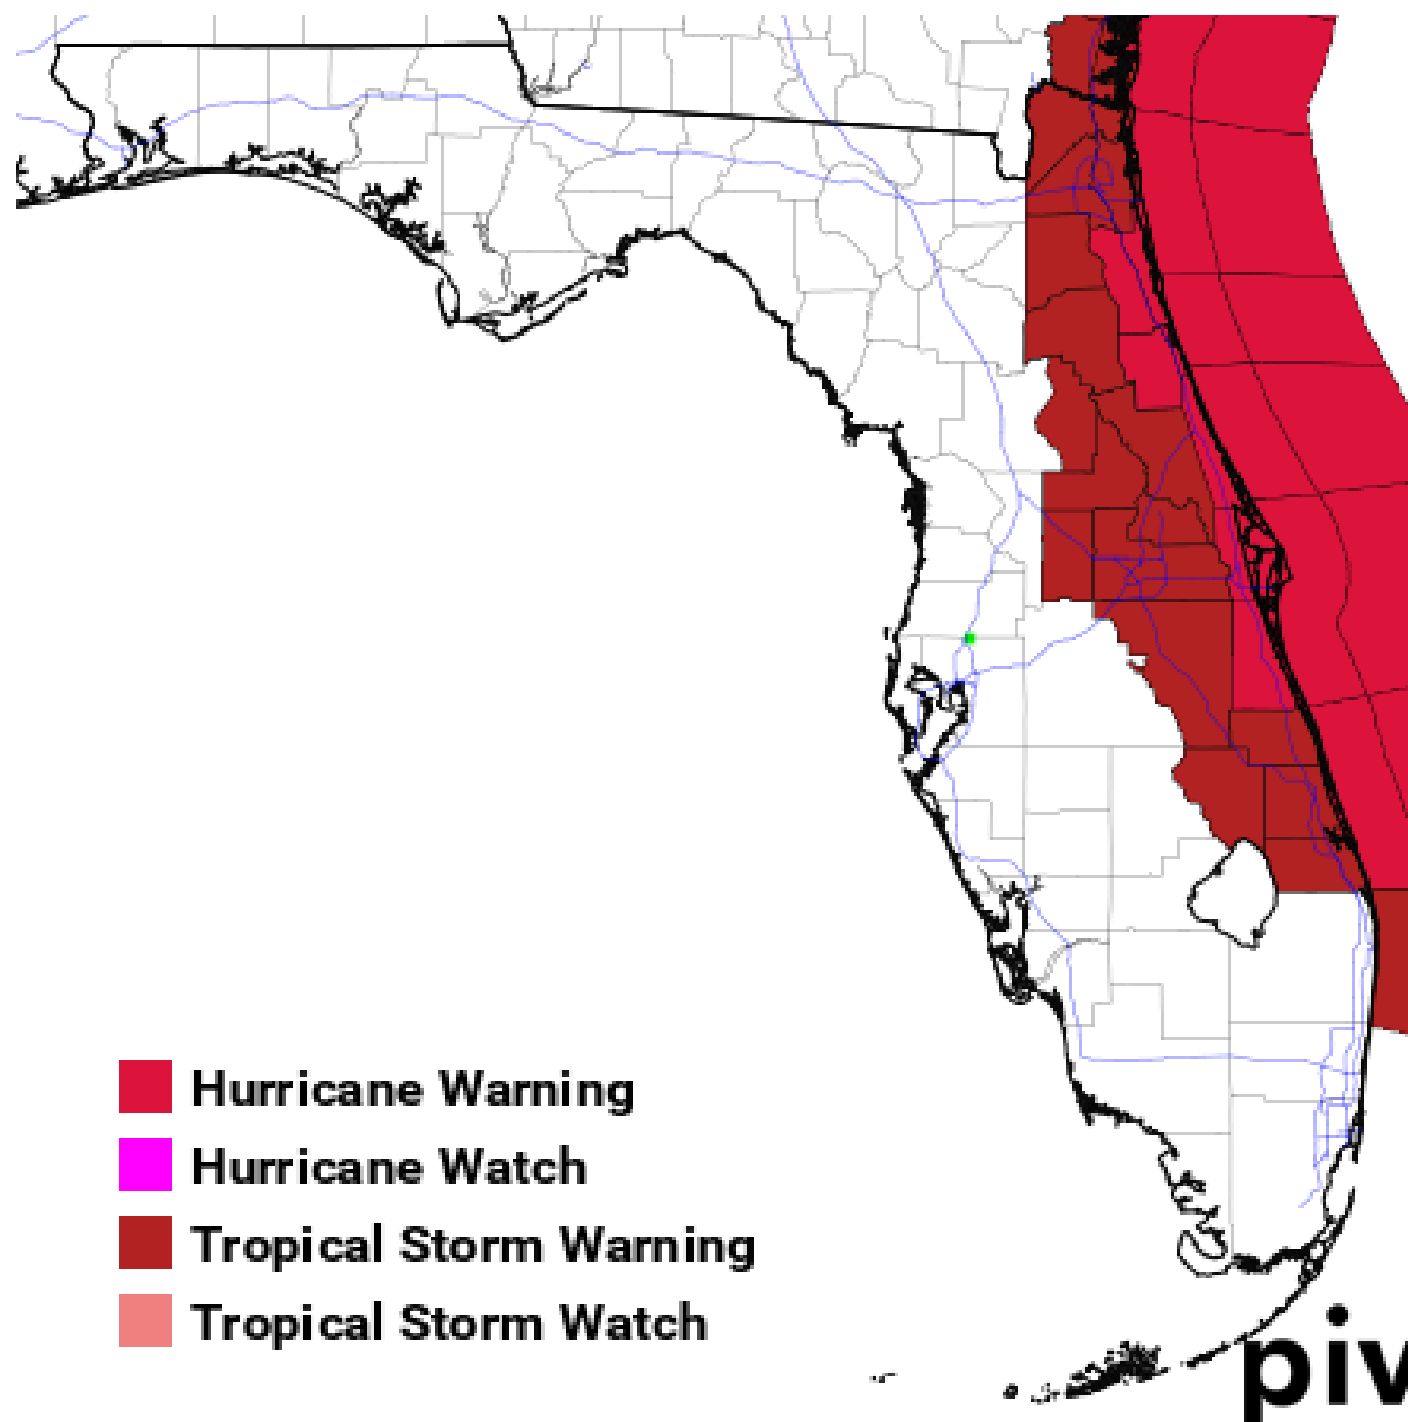 Hurricane Warning
Hurricane Watch
Tropical Storm Warning
Tropical Storm Watch
piv